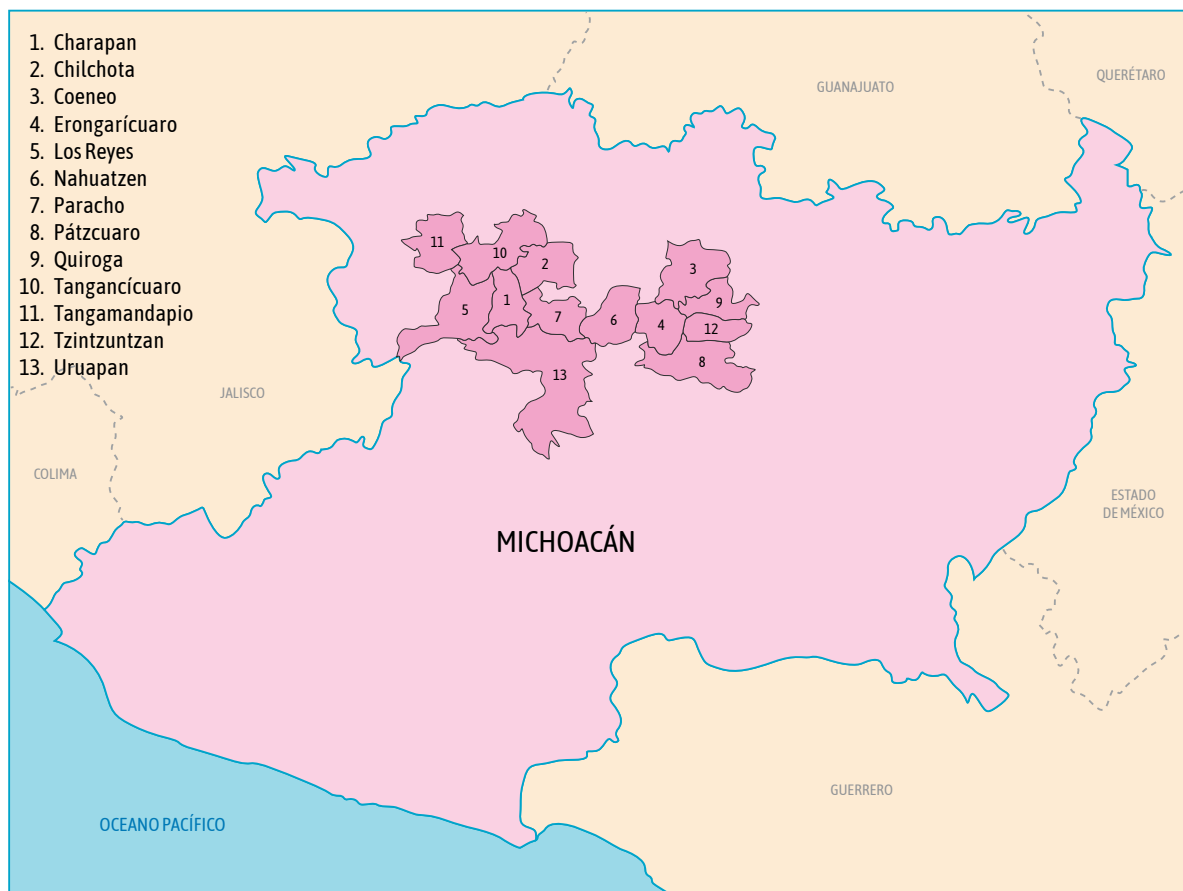 1. Charapan
2. Chilchota
3. Coeneo
4. Erongarícuaro
5. Los Reyes
6. Nahuatzen
7. Paracho
8. Pátzcuaro
9. Quiroga
10. Tangancícuaro
11. Tangamandapio
12. Tzintzuntzan
13. Uruapan
QUERÉTARO
GUANAJUATO
11
10
2
3
5
1
7
6
4
9
12
8
13
JALISCO
COLIMA
ESTADO
DE MÉXICO
MICHOACÁN
GUERRERO
OCEANO PACÍFICO